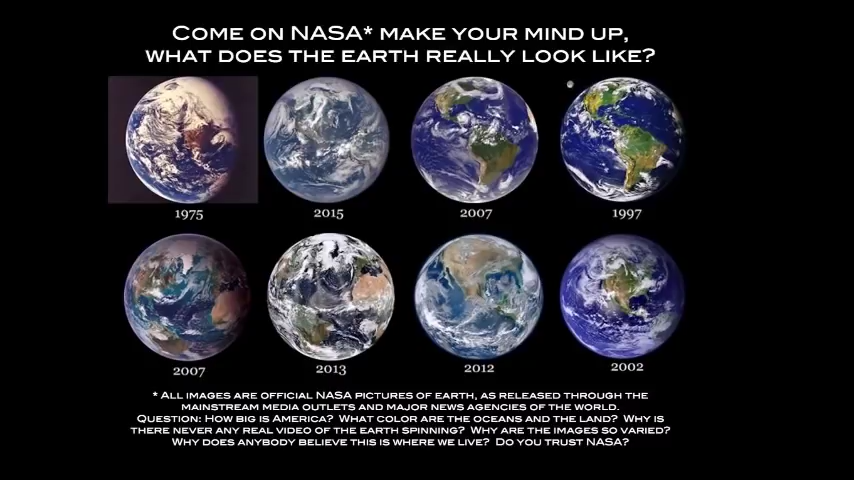 COME ON NASA* MAKE YOUR MIND UP,
WHAT DOES THE EARTH REALLY LOOK LIKE?
1975
2015
2007
1997
2007
2013
2012
2002
* ALL IMAGES ARE OFFICIAL NASA PICTURES OF EARTH, AS RELEASED THROUGH THE
MAINSTREAM MEDIA OUTLETS AND MAJOR NEWS AGENCIES OF THE WORLD.
QUESTION: HOW BIG IS AMERICA? WHAT COLOR ARE THE OCEANS AND THE LAND? WHY IS
THERE NEVER ANY REAL VIDEO OF THE EARTH SPINNING? WHY ARE THE IMAGES SO VARIED?
WHY DOES ANYBODY BELIEVE THIS IS WHERE WE LIVE? DO YOU TRUST NASA?